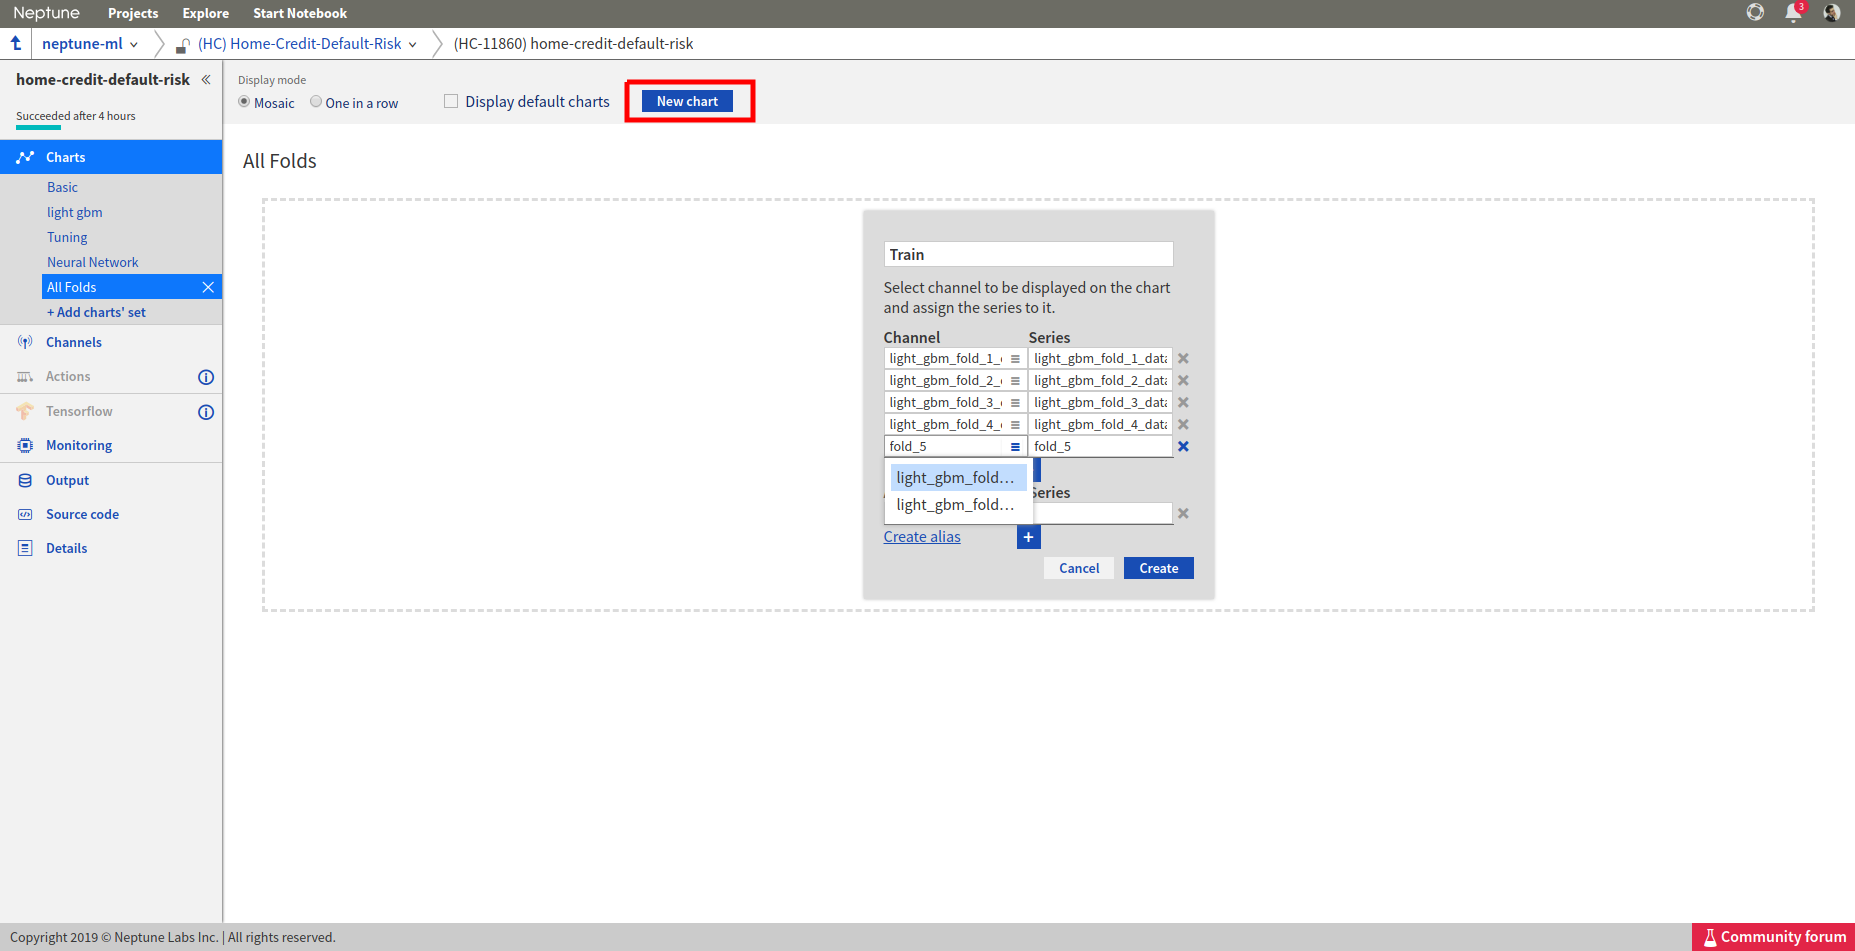 Neptune Projects Explore Start Notebook 3
neptune-ml (HC) Home-Credit-Default-Risk (HC-11860) home-credit-default-risk
home-credit-default-risk
Succeeded after 4 hours
Charts
Basic
light gbm
Tuning
Neural Network
All Folds
+ Add charts' set
Channels
Actions
Tensorflow
Monitoring
Output
Source code
Details
Display mode
Mosaic One in a row Display default charts New chart
All Folds
Train
Select channel to be displayed on the chart
and assign the series to it.
Channel Series
light_gbm_fold_1_ light_gbm_fold_1_data
light_gbm_fold_2_ light_gbm_fold_2_data
light_gbm_fold_3_ light_gbm_fold_3_data
light_gbm_fold_4_ light_gbm_fold_4_data
fold_5 fold_5
light_gbm_fold...
Series
light_gbm_fold...
Create alias +
Cancel Create
Copyright 2019 © Neptune Labs Inc. | All rights reserved. Community forum